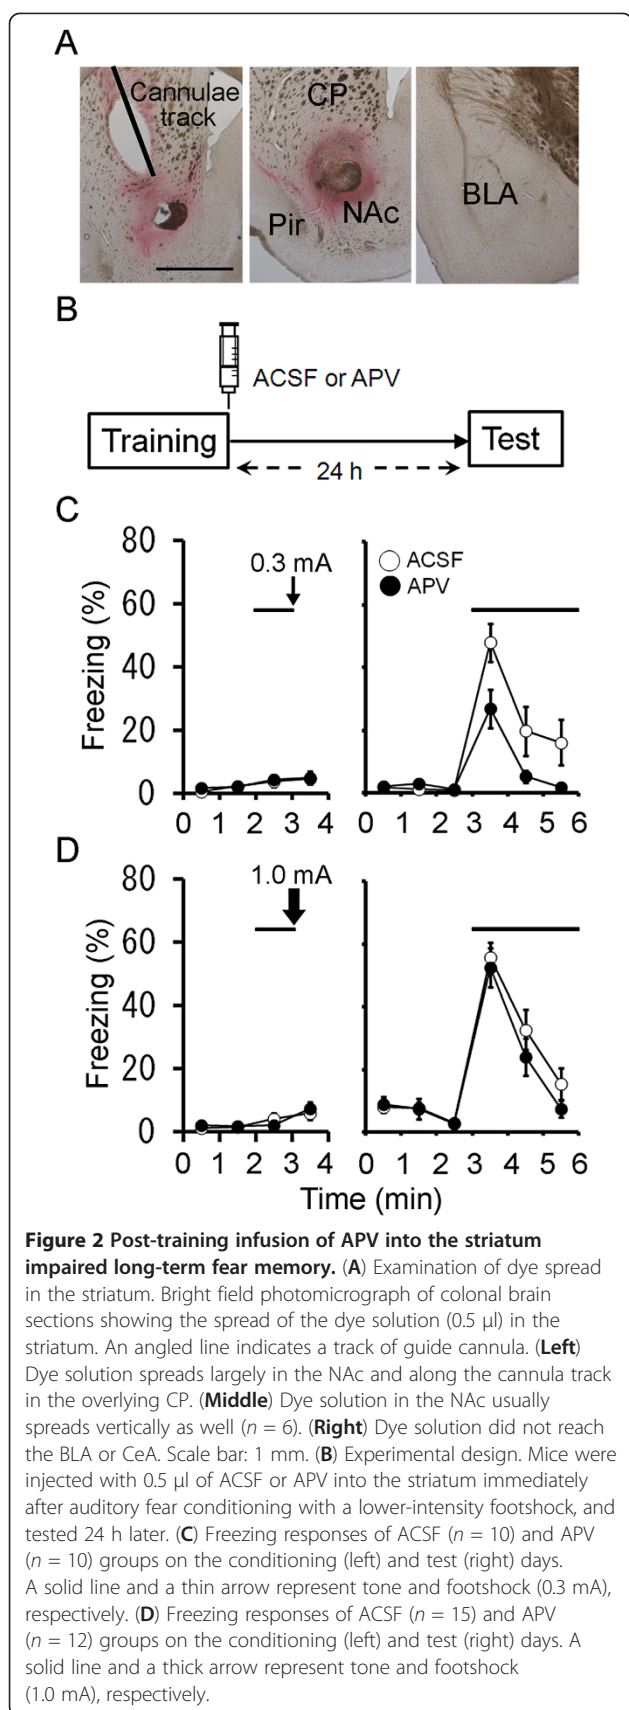 A
Cannulae
track
CP
Pir
NAc
BLA
B
ACSF or APV
Training
Test
24 h
C
80
60
40
20
0
Freezing (%)
0.3 mA
ACSF
APV
0 1 2 3 4
0 1 2 3 4 5 6
D
80
60
40
20
0
Freezing (%)
1.0 mA
0 1 2 3 4
0 1 2 3 4 5 6
Time (min)
Figure 2 Post-training infusion of APV into the striatum
impaired long-term fear memory. (A) Examination of dye spread
in the striatum. Bright field photomicrograph of colonal brain
sections showing the spread of the dye solution (0.5 μl) in the
striatum. An angled line indicates a track of guide cannula. (Left)
Dye solution spreads largely in the NAc and along the cannula track
in the overlying CP. (Middle) Dye solution in the NAc usually
spreads vertically as well (n = 6). (Right) Dye solution did not reach
the BLA or CeA. Scale bar: 1 mm. (B) Experimental design. Mice were
injected with 0.5 μl of ACSF or APV into the striatum immediately
after auditory fear conditioning with a lower-intensity footshock, and
tested 24 h later. (C) Freezing responses of ACSF (n = 10) and APV
(n = 10) groups on the conditioning (left) and test (right) days.
A solid line and a thin arrow represent tone and footshock (0.3 mA),
respectively. (D) Freezing responses of ACSF (n = 15) and APV
(n = 12) groups on the conditioning (left) and test (right) days. A
solid line and a thick arrow represent tone and footshock
(1.0 mA), respectively.